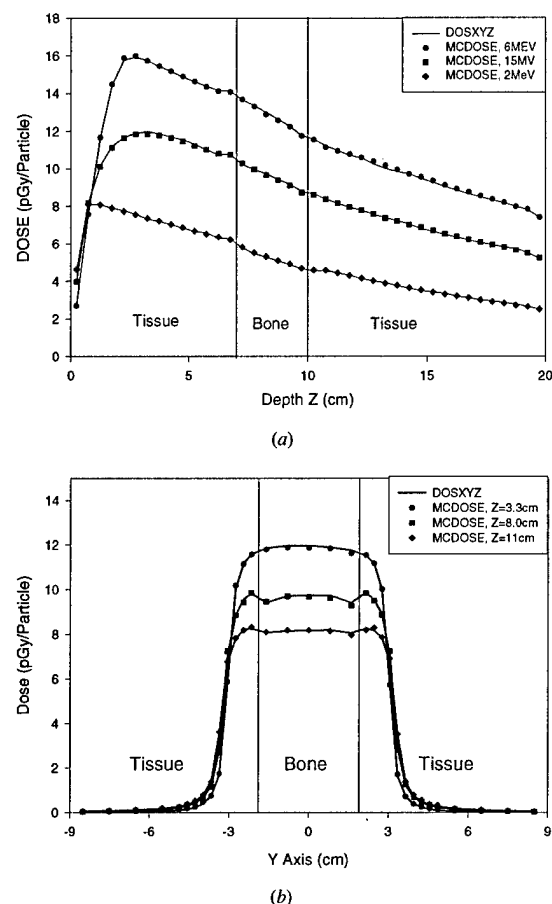 18
16
14
12
10
8
6
4
2
0
DOSE (pGy/Particle)
DOSXYZ
MCDOSE, 6MEV
MCDOSE, 15MV
MCDOSE, 2MeV
Tissue Bone Tissue
0 5 10 15 20
Depth Z (cm)
(a)
14
12
10
8
6
4
2
0
Dose (pGy/Particle)
DOSXYZ
MCDOSE, Z=3.3cm
MCDOSE, Z=8.0cm
MCDOSE, Z=11cm
Tissue Bone Tissue
-9 -6 -3 0 3 6 9
Y Axis (cm)
(b)